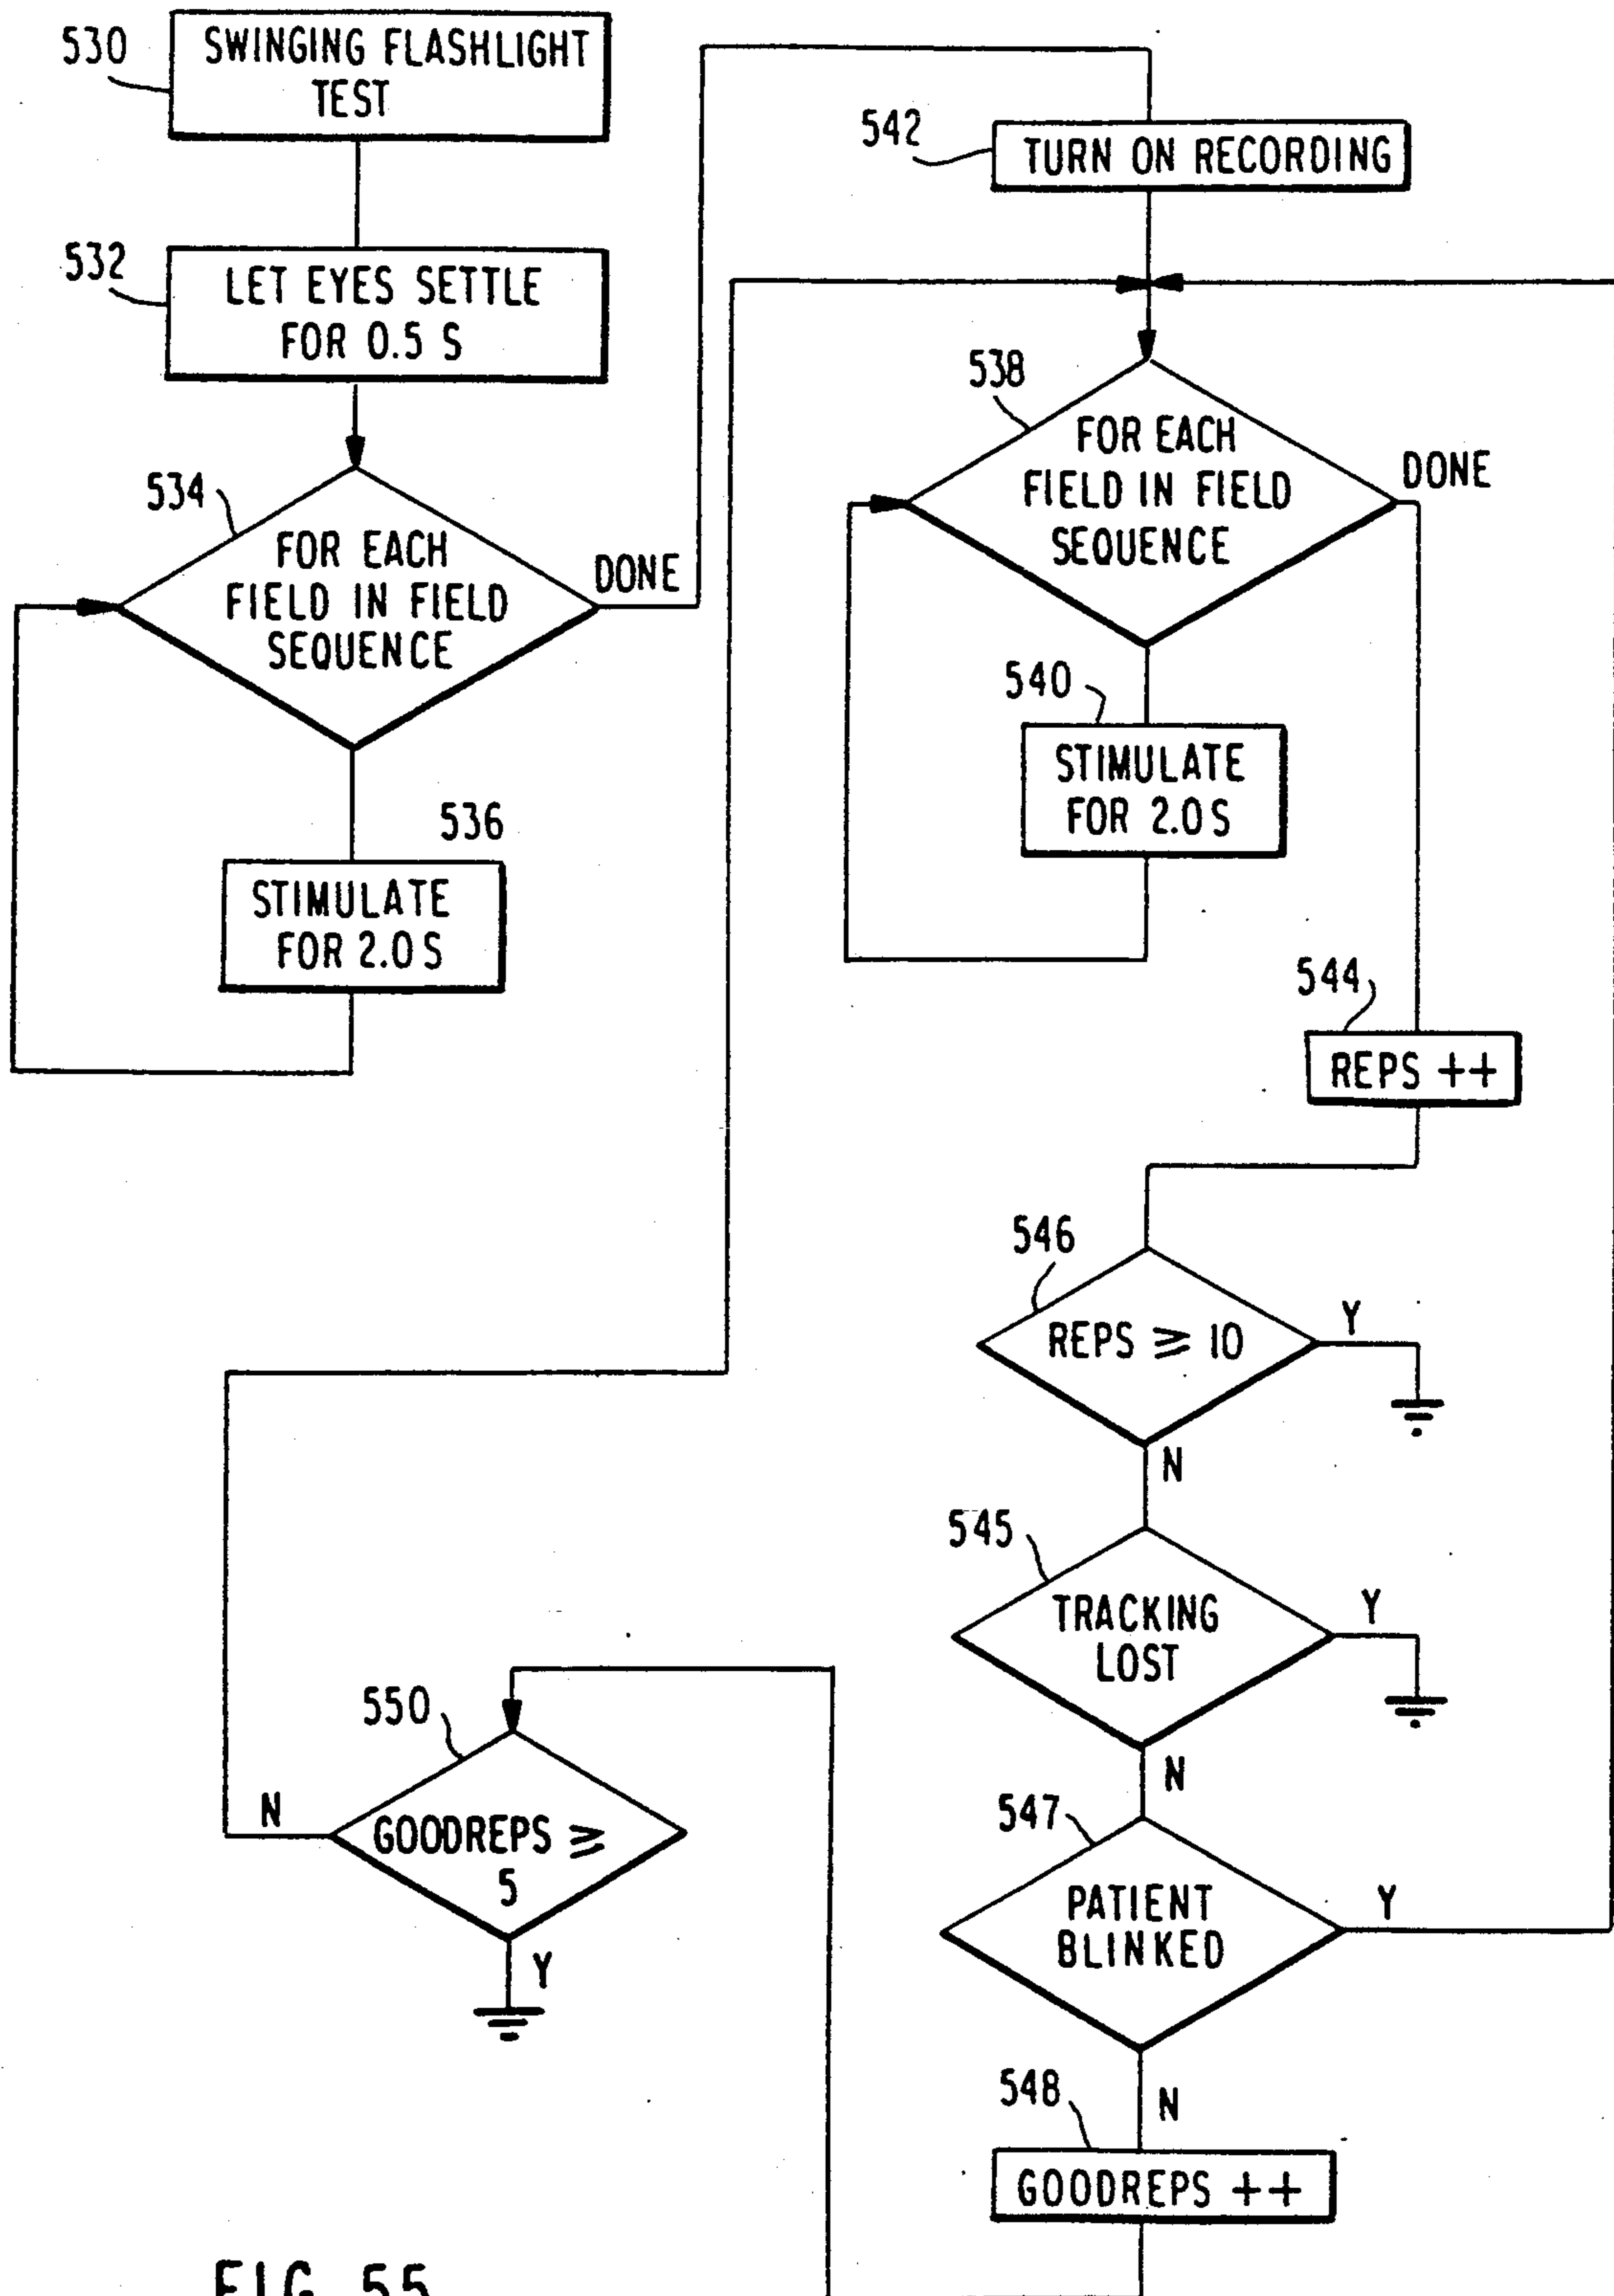 530
SWINGING FLASHLIGHT
TEST
532
LET EYES SETTLE
FOR 0.5 S
534
FOR EACH
FIELD IN FIELD
SEQUENCE
DONE
536
STIMULATE
FOR 2.0 S
542
TURN ON RECORDING
538
FOR EACH
FIELD IN FIELD
SEQUENCE
DONE
540
STIMULATE
FOR 2.0 S
544
REPS ++
546
REPS ≥ 10
Y
N
545
TRACKING
LOST
Y
N
547
PATIENT
BLINKED
Y
N
548
GOODREPS ++
550
GOODREPS ≥
5
N
Y
FIG. 55